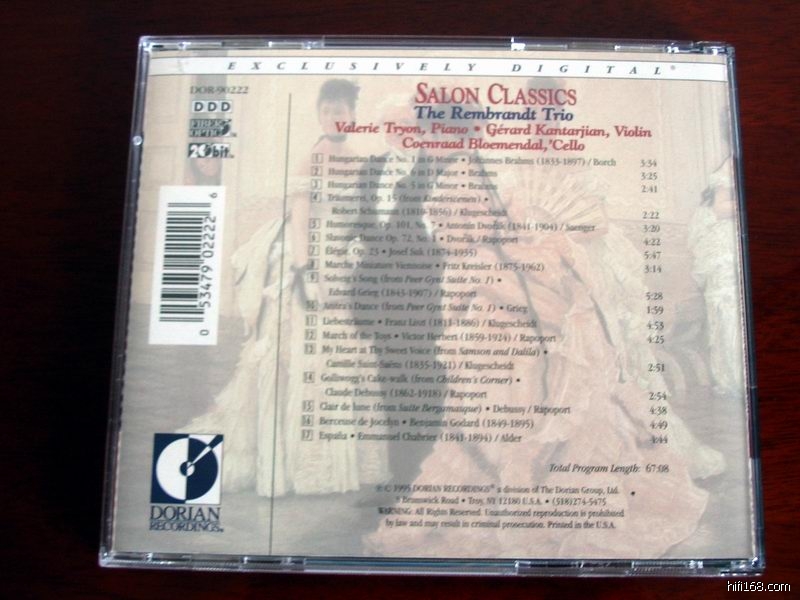 EXCLUSIVELY DIGITAL®
DOR-90222
DDD
FIBER OPTIC
20bit™
SALON CLASSICS
The Rembrandt Trio
Valerie Tryon, Piano • Gérard Kantarjian, Violin
Coenraad Bloemendal, 'Cello
1 Hungarian Dance No. 1 in G Minor • Johannes Brahms (1833-1897) / Borch 3:34
2 Hungarian Dance No. in D Major • Brahms 3:25
3 Hungarian Dance No. 5 in G Minor • Brahms 2:41
4 Träumerei, Op. 15 (from Kinderscenen) •
Robert Schumann (1810-1856) / Klugescheidt 2:22
5 Humoresque, Op. 101, No. 7 • Antonín Dvořák (1841-1904) / Saenger 3:20
6 Slavonic Dance Op. 72, No. 1 • Dvořák / Rapoport 4:22
7 Élégie, Op. 23 • Josef Suk (1874-1935) 5:47
8 Marche Miniature Viennoise • Fritz Kreisler (1875-1962) 3:14
9 Solveig's Song (from Peer Gynt Suite No. 1) •
Edvard Grieg (1843-1907) / Rapoport 5:28
10 Anitra's Dance (from Peer Gynt Suite No. 1) • Grieg 1:59
11 Liebesträume • Franz Liszt (1811-1886) / Klugescheidt 4:53
12 March of the Toys • Victor Herbert (1859-1924) / Rapoport 4:25
13 My Heart at Thy Sweet Voice (from Samson and Dalila) •
Camille Saint-Saëns (1835-1921) / Klugescheidt 2:51
14 Golliwogg's Cake-walk (from Children's Corner) •
Claude Debussy (1862-1918) / Rapoport 2:54
15 Clair de lune (from Suite Bergamasque) • Debussy / Rapoport 4:38
16 Berceuse de Jocelyn • Benjamin Godard (1849-1895) 4:49
17 España • Emmanuel Chabrier (1841-1894) / Alder 4:44
Total Program Length: 67:08
0 53479 02222 6
DORIAN
RECORDINGS™
℗ © 1995 DORIAN RECORDINGS® a division of The Dorian Group, Ltd.
8 Brunswick Road • Troy, NY 12180 U.S.A. • (518)274-5475
WARNING: All Rights Reserved. Unauthorized reproduction is prohibited
by law and may result in criminal prosecution. Printed in the U.S.A.
hifi168.com